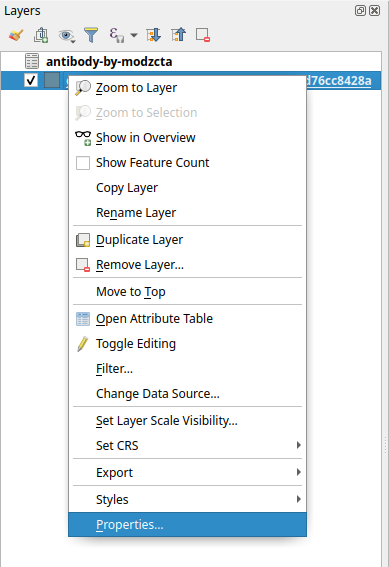 Layers
antibody-by-modzcta
d76cc8428a
Zoom to Layer
Zoom to Selection
Show in Overview
Show Feature Count
Copy Layer
Rename Layer
Duplicate Layer
Remove Layer...
Move to Top
Open Attribute Table
Toggle Editing
Filter...
Change Data Source...
Set Layer Scale Visibility...
Set CRS
Export
Styles
Properties...